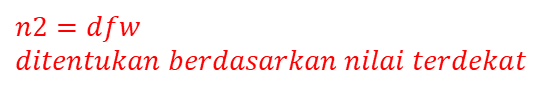 n2 = dfw
ditentukan berdasarkan nilai terdekat